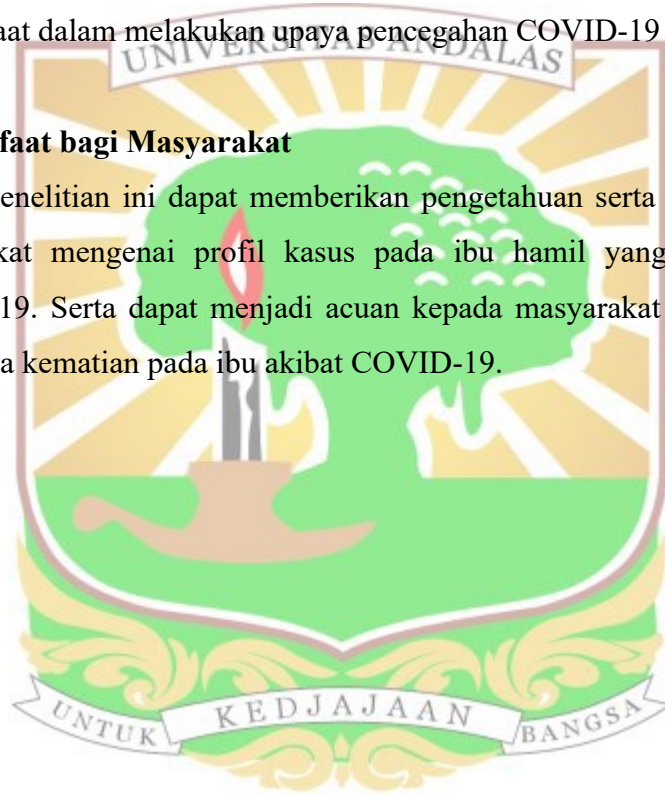 aat dalam melakukan upaya pencegahan COVID-19
UNIVERSITAS ANDALAS
faat bagi Masyarakat
enelitian ini dapat memberikan pengetahuan serta
kat mengenai profil kasus pada ibu hamil yang
19. Serta dapat menjadi acuan kepada masyarakat
a kematian pada ibu akibat COVID-19.
UNTUK KEDJAJAAN BANGSA